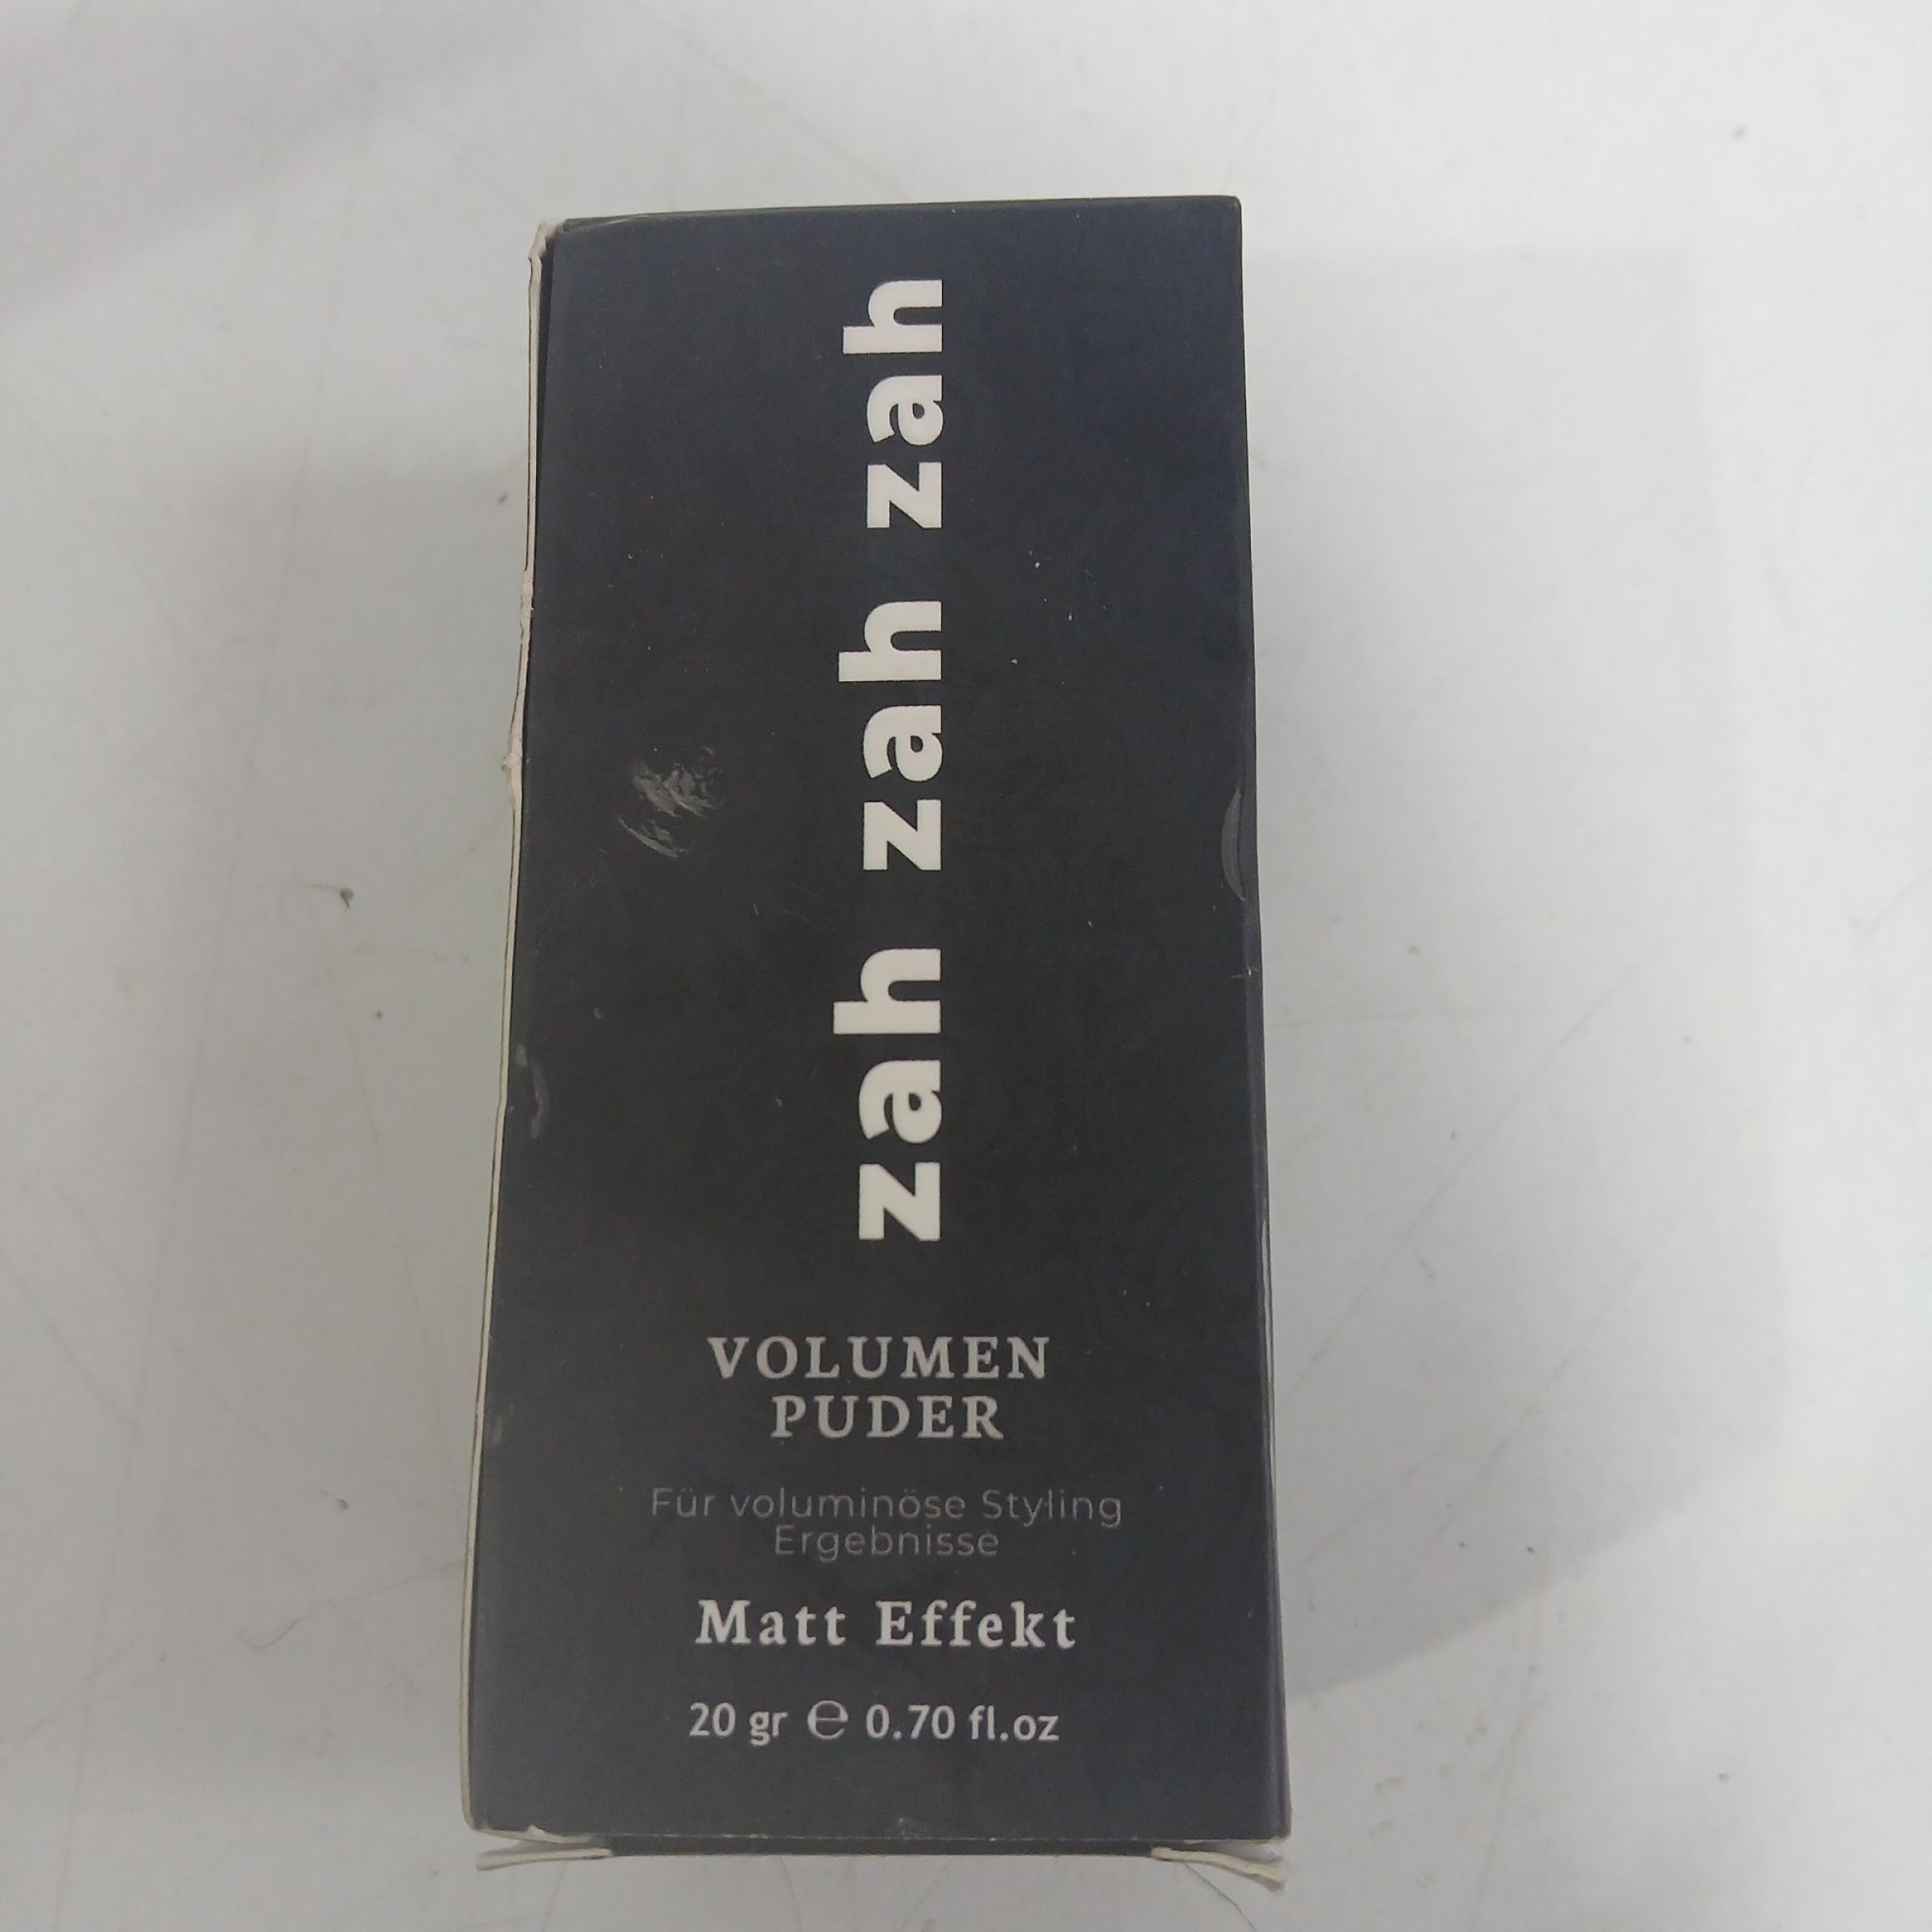 zah zah zah
VOLUMEN
PUDER
Für voluminöse Styling
Ergebnisse
Matt Effekt
20 gr ℮ 0.70 fl.oz